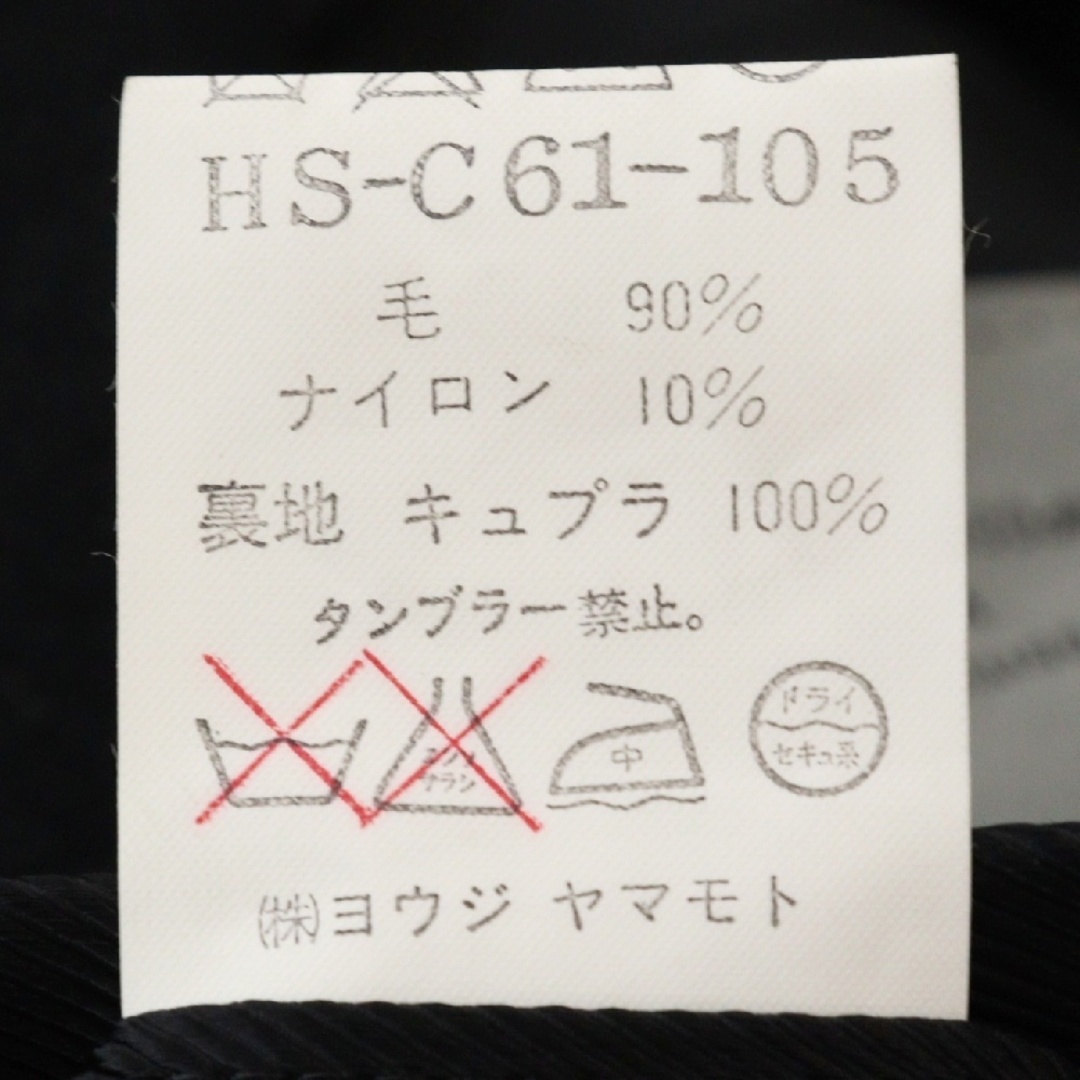 HS-C61-105
毛 90%
ナイロン 10%
裏地 キュプラ 100%
タンブラー禁止。
中
ドライ
セキユ系
㈱ヨウジ ヤマモト